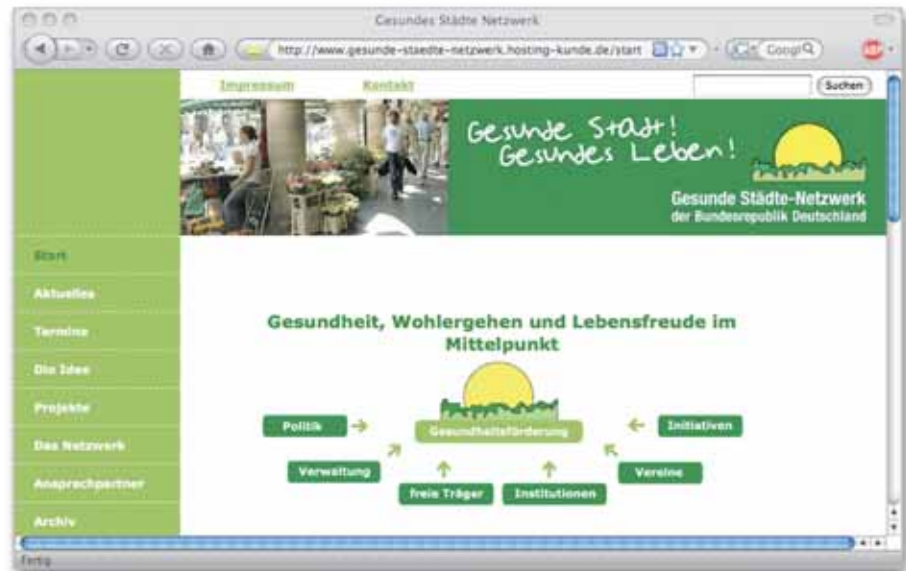 Gesundes Städte Netzwerk
http://www.gesunde-staedte-netzwerk.hosting-kunde.de/start
Googl
ABP
Impressum
Kontakt
Suchen
Gesunde Stadt!
Gesundes Leben!
Gesunde Städte-Netzwerk
der Bundesrepublik Deutschland
Start
Aktuelles
Termine
Die Idee
Projekte
Das Netzwerk
Ansprechpartner
Archiv
Gesundheit, Wohlergehen und Lebensfreude im
Mittelpunkt
Politik
Gesundheitsförderung
Initiativen
Verwaltung
Vereine
freie Träger
Institutionen
Fertig